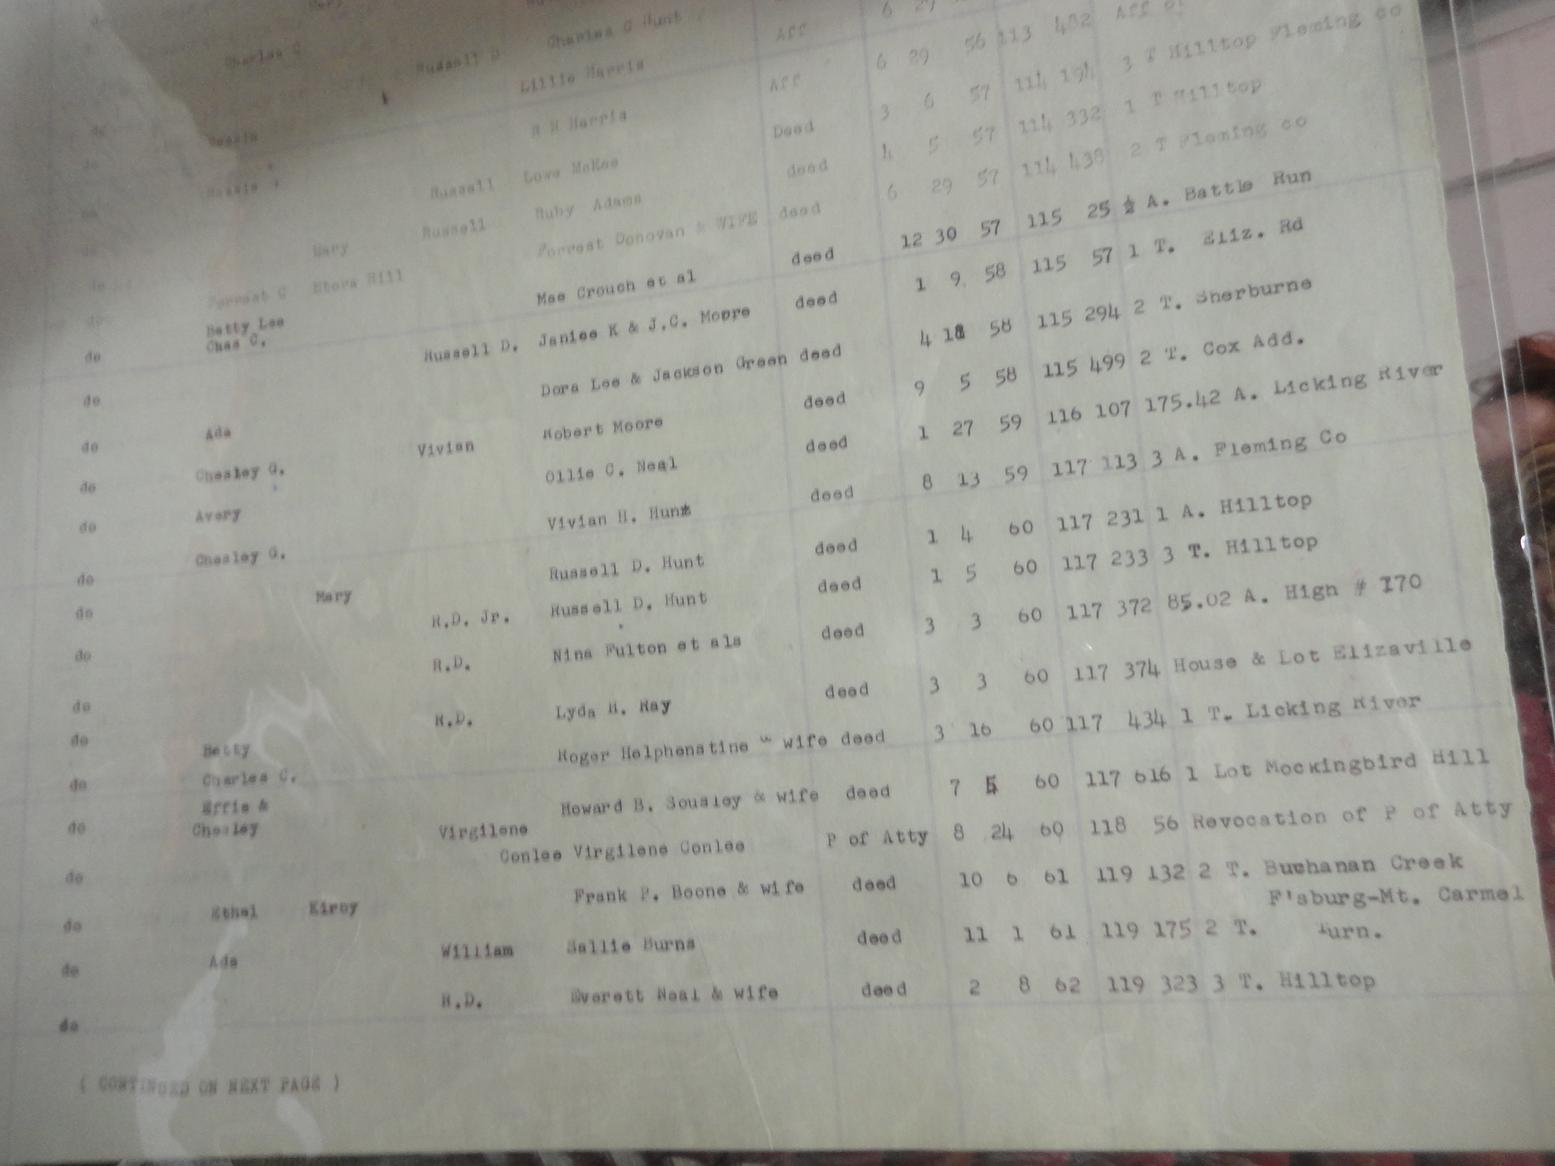 Charles C Russell D Charles C Hunt Aff 6 29 56 113 482 Aff of
Lillie Harris Aff 3 6 57 114 194 3 T Hilltop Fleming co
Bessie R H Harris Deed 4 5 57 114 332 1 T Hilltop
Russell Love McKee deed 6 29 57 114 438 2 T Fleming co
do Mary Russell Ruby Adams deed
do Forrest C Etora Hill Forrest Donovan & WIFE deed 12 30 57 115 25 ½ A. Battle Run
do Betty Lee
Chas C. Mae Crouch et al deed 1 9 58 115 57 1 T. Eliz. Rd
do Russell D. Janice K & J.C. Moore deed 4 18 58 115 294 2 T. Sherburne
Dora Lee & Jackson Green deed 9 5 58 115 499 2 T. Cox Add.
do Ada Vivian Robert Moore deed 1 27 59 116 107 175.42 A. Licking River
do Chesley G. Ollie C. Neal deed 8 13 59 117 113 3 A. Fleming Co
do Avery Vivian H. Hunt deed 1 4 60 117 231 1 A. Hilltop
do Chesley G. Russell D. Hunt deed 1 5 60 117 233 3 T. Hilltop
do Mary R.D. Jr. Russell D. Hunt deed 3 3 60 117 372 85.02 A. High # 170
do R.D. Nina Fulton et als deed 3 3 60 117 374 House & Lot Elizaville
do R.D. Lyda H. Ray deed 3 16 60 117 434 1 T. Licking River
do Betty Roger Helphenstine " wife deed
do Charles C. Howard B. Sousley & wife deed 7 5 60 117 616 1 Lot Mockingbird Hill
do Effie &
Chesley Virgilene
Conlee Virgilene Conlee P of Atty 8 24 60 118 56 Revocation of P of Atty
do Frank P. Boone & wife deed 10 6 61 119 132 2 T. Buchanan Creek
do Ethel Kirby William Sallie Burns deed 11 1 61 119 175 2 T. F'sburg-Mt. Carmel
Turn.
do Ada R.D. Everett Neal & wife deed 2 8 62 119 323 3 T. Hilltop
do
( CONTINUED ON NEXT PAGE )